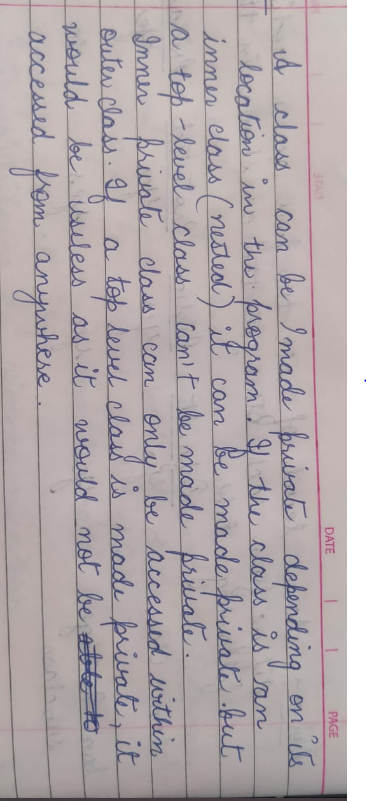 DATE
PAGE
A class can be made private depending on its
location in the program. If the class is an
inner class (nested) it can be made private but
a top-level class can't be made private.
Inner private class can only be accessed within
outer class. If a top level class is made private, it
would be useless as it would not be
accessed from anywhere.